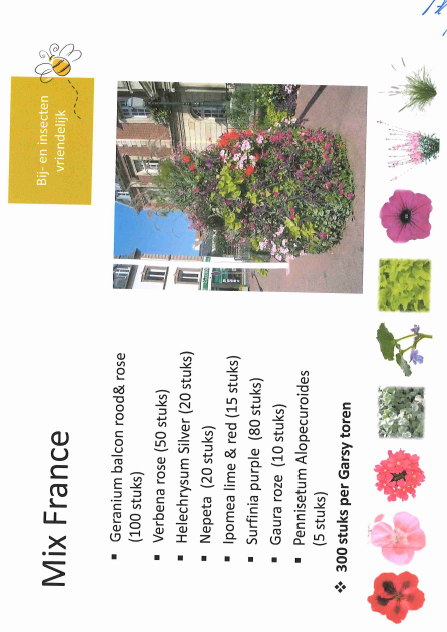 Bij- en insecten
vriendelijk
Mix France
▪ Geranium balcon rood& rose
(100 stuks)
▪ Verbena rose (50 stuks)
▪ Helechrysum Silver (20 stuks)
▪ Nepeta (20 stuks)
▪ Ipomea lime & red (15 stuks)
▪ Surfinia purple (80 stuks)
▪ Gaura roze (10 stuks)
▪ Pennisetum Alopecuroides
(5 stuks)
❖ 300 stuks per Garsy toren